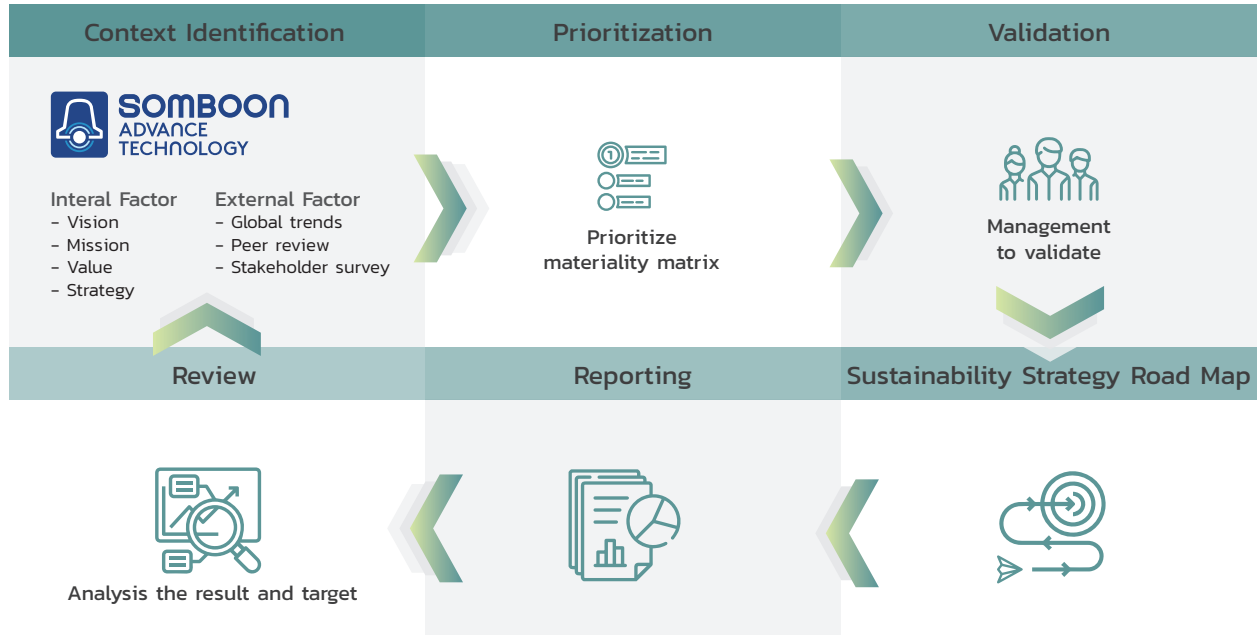 Context Identification
Prioritization
Validation
SOMBOON
ADVANCE
TECHNOLOGY
Interal Factor
- Vision
- Mission
- Value
- Strategy
External Factor
- Global trends
- Peer review
- Stakeholder survey
1
Prioritize
materiality matrix
Management
to validate
Review
Reporting
Sustainability Strategy Road Map
Analysis the result and target